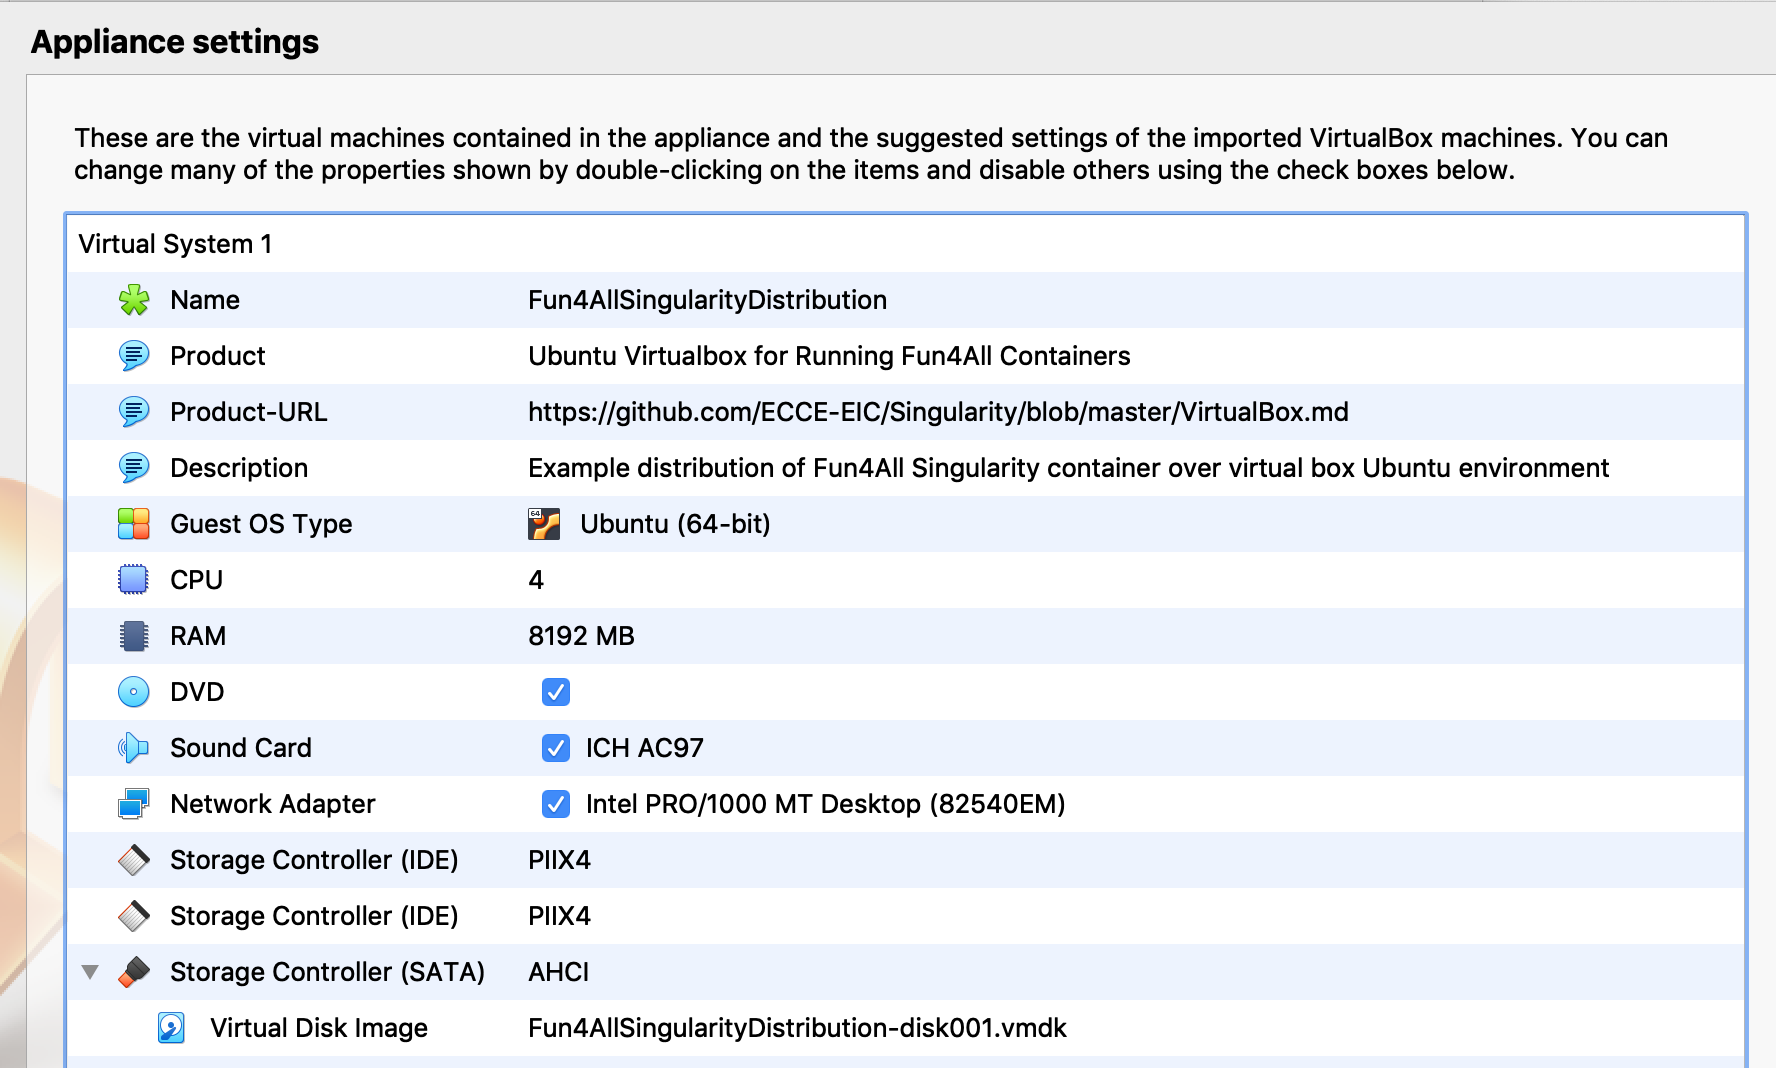 Appliance settings
These are the virtual machines contained in the appliance and the suggested settings of the imported VirtualBox machines. You can
change many of the properties shown by double-clicking on the items and disable others using the check boxes below.
Virtual System 1
Name Fun4AllSingularityDistribution
Product Ubuntu Virtualbox for Running Fun4All Containers
Product-URL https://github.com/ECCE-EIC/Singularity/blob/master/VirtualBox.md
Description Example distribution of Fun4All Singularity container over virtual box Ubuntu environment
Guest OS Type 64 Ubuntu (64-bit)
CPU 4
RAM 8192 MB
DVD
Sound Card ICH AC97
Network Adapter Intel PRO/1000 MT Desktop (82540EM)
Storage Controller (IDE) PIIX4
Storage Controller (IDE) PIIX4
Storage Controller (SATA) AHCI
Virtual Disk Image Fun4AllSingularityDistribution-disk001.vmdk